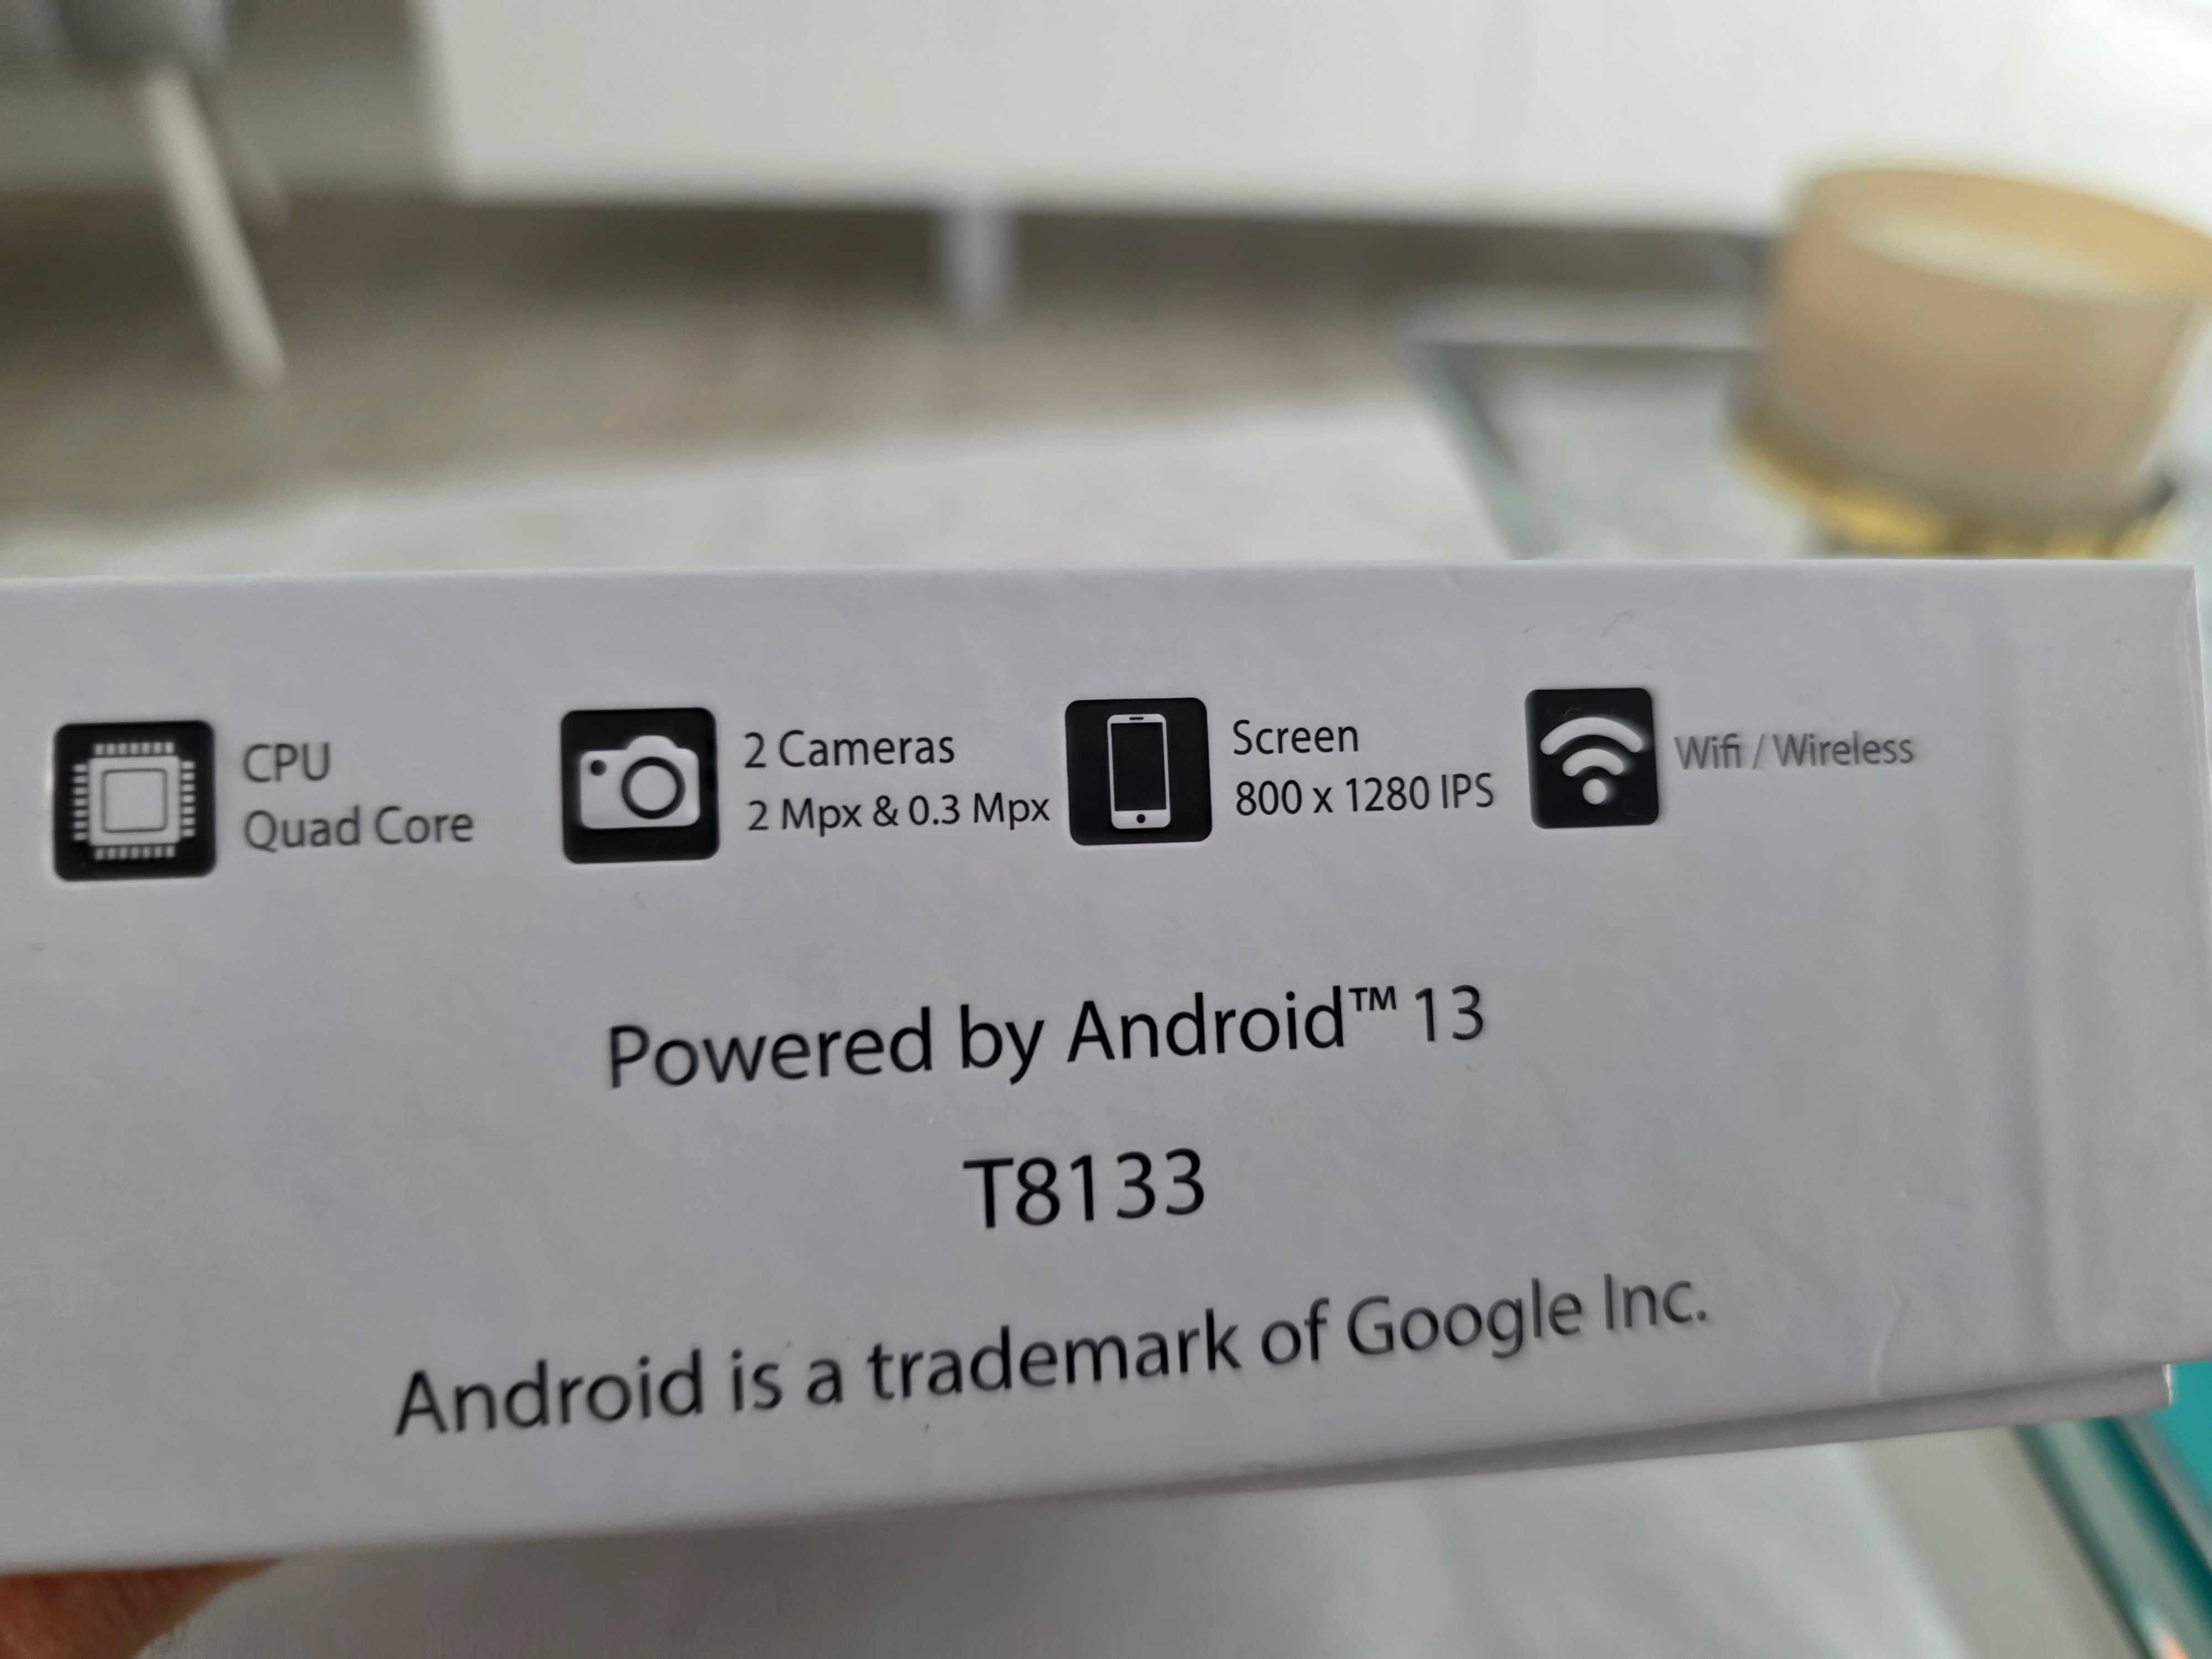 CPU
Quad Core
2 Cameras
2 Mpx & 0.3 Mpx
Screen
800 x 1280 IPS
Wifi / Wireless
Powered by Android™ 13
T8133
Android is a trademark of Google Inc.